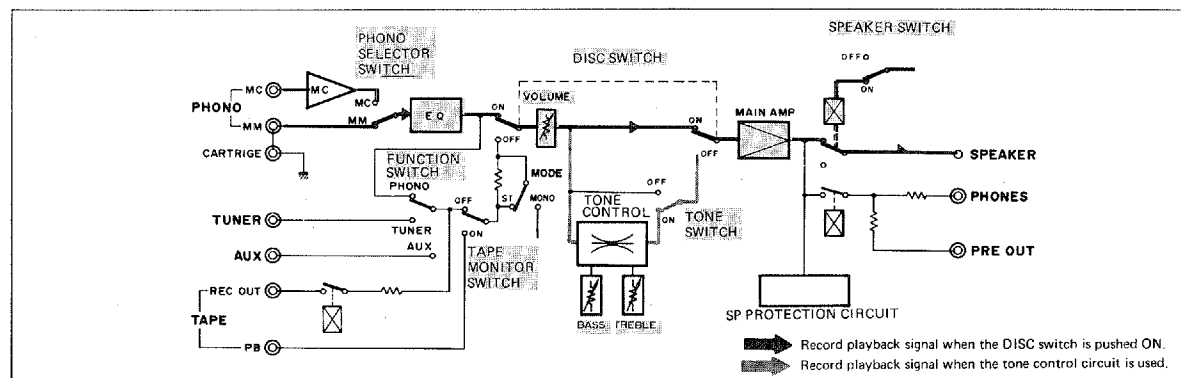 PHONO
SELECTOR
SWITCH
SPEAKER SWITCH
DISC SWITCH
OFF
ON
MC
MC
MC
VOLUME
PHONO
MM
MM
EQ
ON
ON
MAIN AMP
OFF
OFF
CARTRIGE
SPEAKER
FUNCTION
SWITCH
MODE
PHONO
OFF
ST
MONO
OFF
TONE
CONTROL
ON
TONE
SWITCH
PHONES
TUNER
TUNER
ON
AUX
AUX
TAPE
MONITOR
SWITCH
PRE OUT
REC OUT
TAPE
PB
BASS
TREBLE
SP PROTECTION CIRCUIT
Record playback signal when the DISC switch is pushed ON.
Record playback signal when the tone control circuit is used.